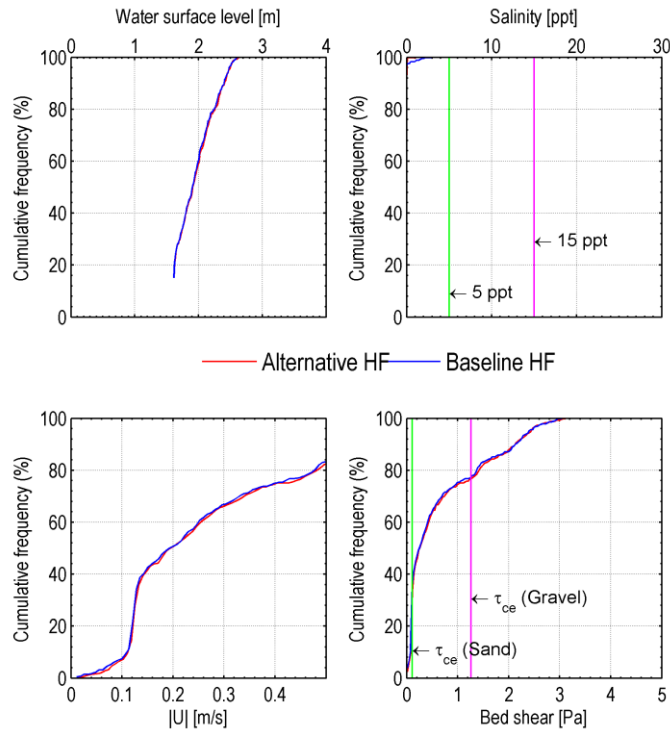 Water surface level [m]
0 1 2 3 4
Cumulative frequency (%)
100
80
60
40
20
0
Salinity [ppt]
0 10 20 30
Cumulative frequency (%)
100
80
60
40
20
0
← 15 ppt
← 5 ppt
Alternative HF
Baseline HF
Cumulative frequency (%)
100
80
60
40
20
0
0.1 0.2 0.3 0.4
|U| [m/s]
Cumulative frequency (%)
100
80
60
40
20
0
← τce (Gravel)
← τce (Sand)
0 1 2 3 4 5
Bed shear [Pa]